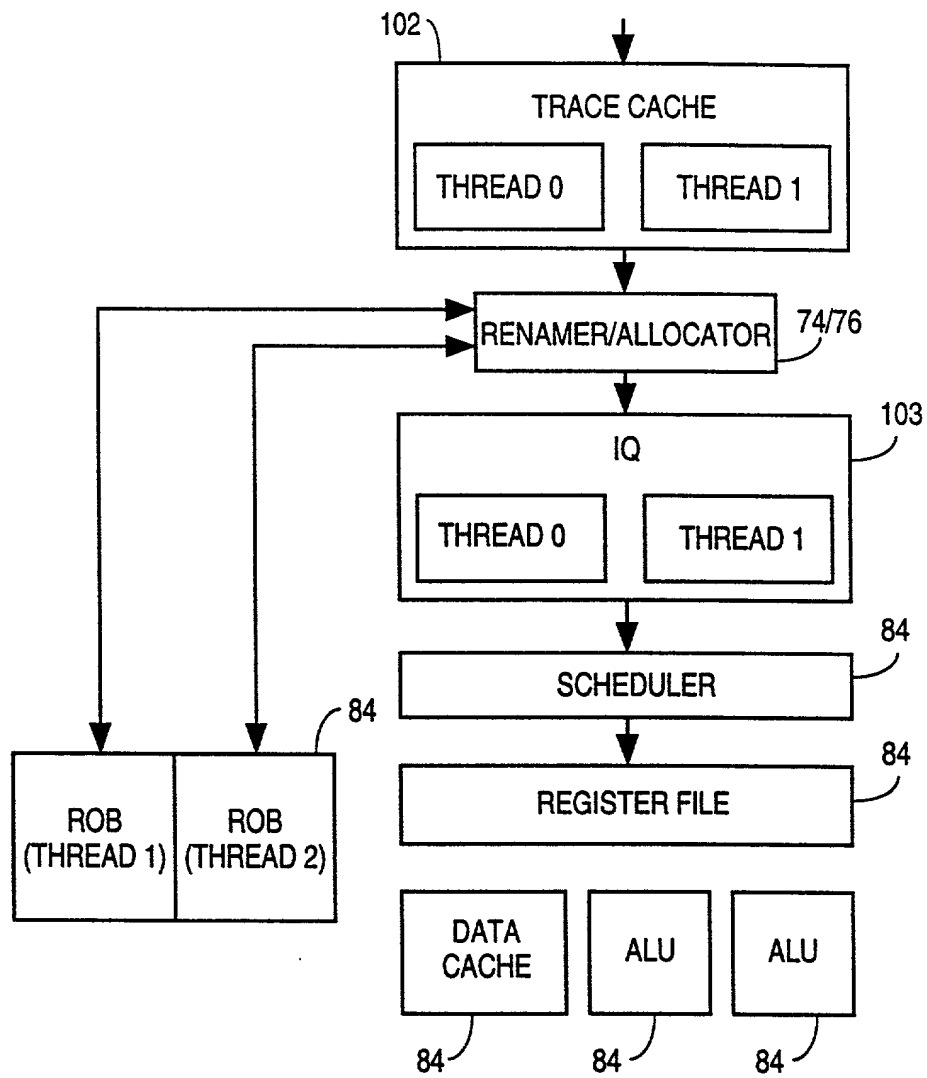 102
TRACE CACHE
THREAD 0
THREAD 1
RENAMER/ALLOCATOR
74/76
103
IQ
THREAD 0
THREAD 1
84
SCHEDULER
84
84
REGISTER FILE
ROB
(THREAD 1)
ROB
(THREAD 2)
DATA
CACHE
ALU
ALU
84
84
84